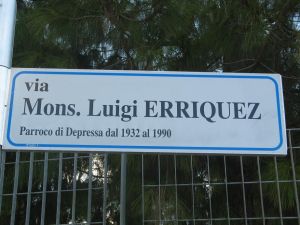 via
Mons. Luigi ERRIQUEZ
Parroco di Depressa dal 1932 al 1990